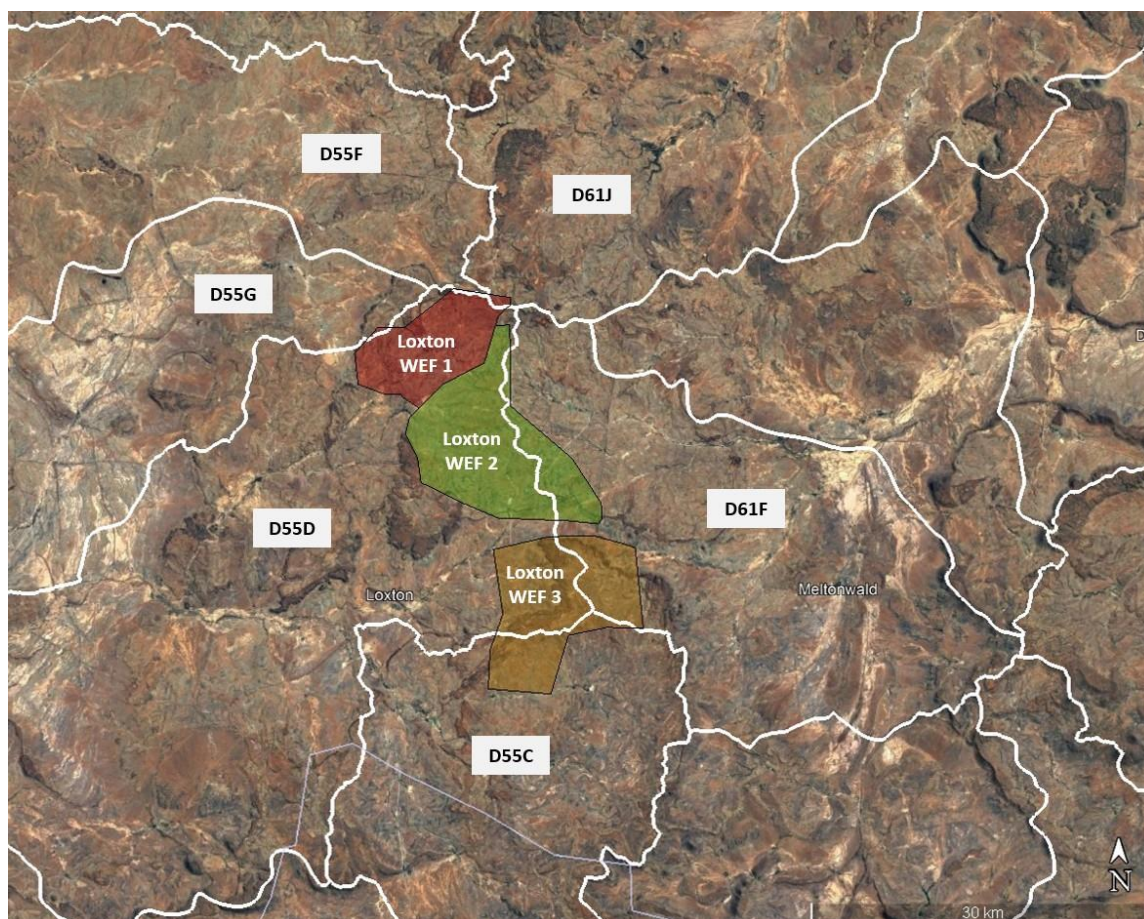 D55F
D61J
D55G
Loxton
WEF 1
Loxton
WEF 2
D61F
D55D
Loxton
WEF 3
Loxton
Meltonwald
D55C
N
30 km